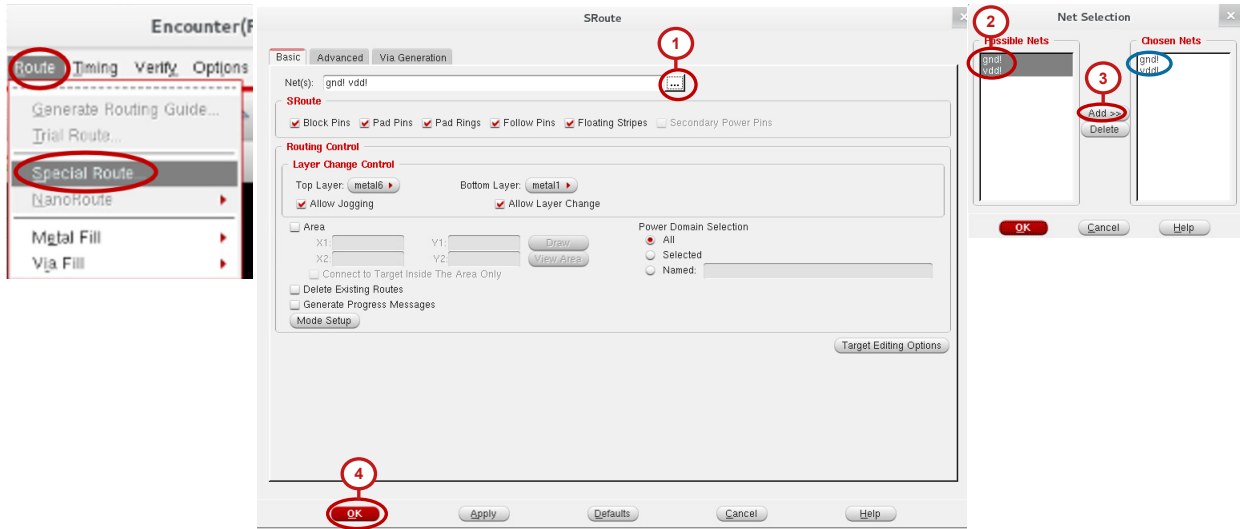 Encounter(
Route Timing Verify Options
Generate Routing Guide...
Trial Route...
Special Route...
NanoRoute
Metal Fill
Via Fill
SRoute
1
Basic Advanced Via Generation
Net(s): gnd! vdd! ...
SRoute
Block Pins Pad Pins Pad Rings Follow Pins Floating Stripes Secondary Power Pins
Routing Control
Layer Change Control
Top Layer: metal6 Bottom Layer: metal1
Allow Jogging Allow Layer Change
Area Power Domain Selection
X1: Y1: Draw All
X2: Y2: View Area Selected
Connect to Target Inside The Area Only Named:
Delete Existing Routes
Generate Progress Messages
Mode Setup
Target Editing Options
4
OK Apply Defaults Cancel Help
2
Net Selection
Possible Nets Chosen Nets
gnd! gnd!
vdd! vdd!
3
Add >>
Delete
OK Cancel Help